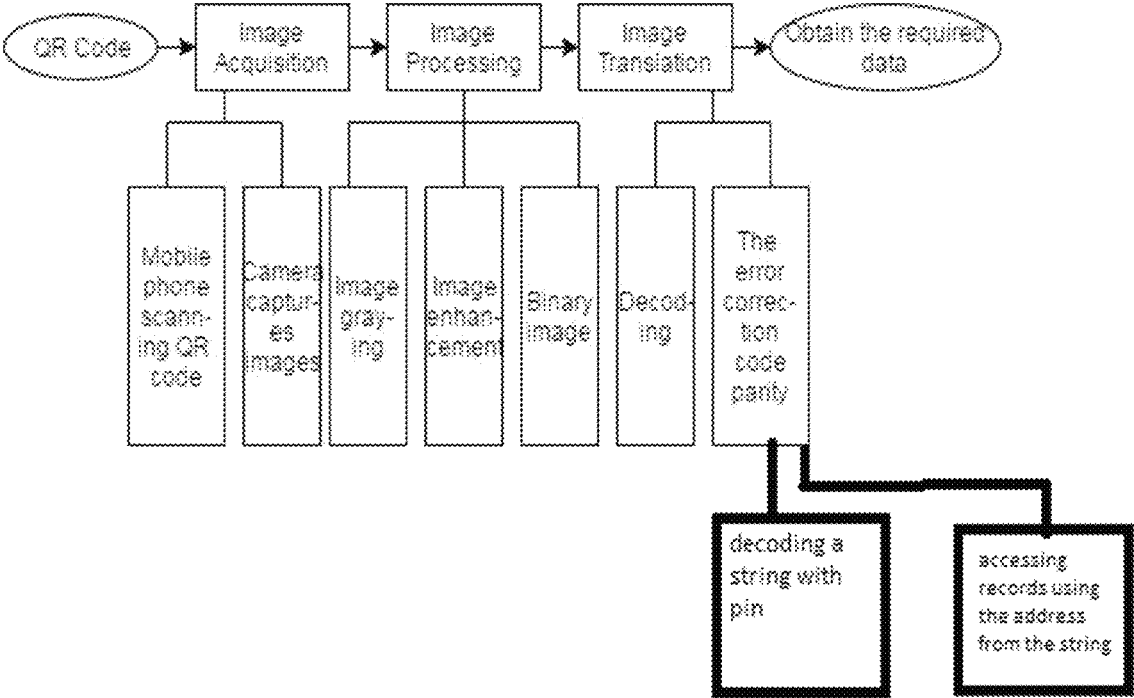 QR Code
Image
Acquisition
Image
Processing
Image
Translation
Obtain the required
data
Mobile
phone
scann-
ing QR
code
Camera
captur-
es
images
Image
gray-
ing
Image
enhan-
cement
Binary
image
Decod-
ing
The
error
correc-
tion
code
parity
decoding a
string with
pin
accessing
records using
the address
from the string